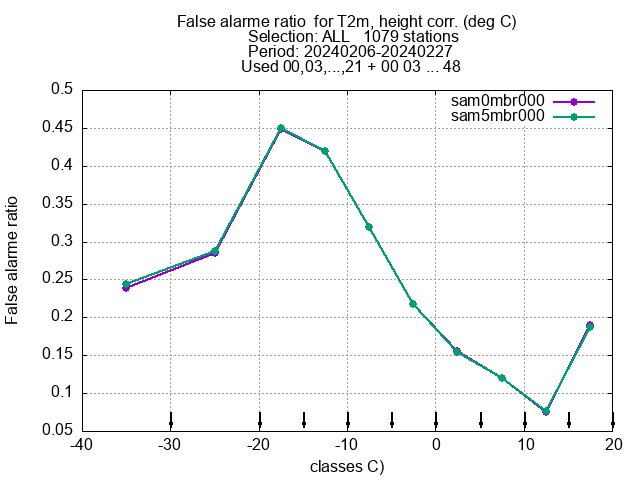 False alarme ratio  for T2m, height corr. (deg C)
Selection: ALL   1079 stations
Period: 20240206-20240227
Used 00,03,...,21 + 00 03 ... 48
sam0mbr000
sam5mbr000
0.5
0.45
0.4
0.35
0.3
0.25
0.2
0.15
0.1
0.05
False alarme ratio
-40 -30 -20 -10 0 10 20
classes C)